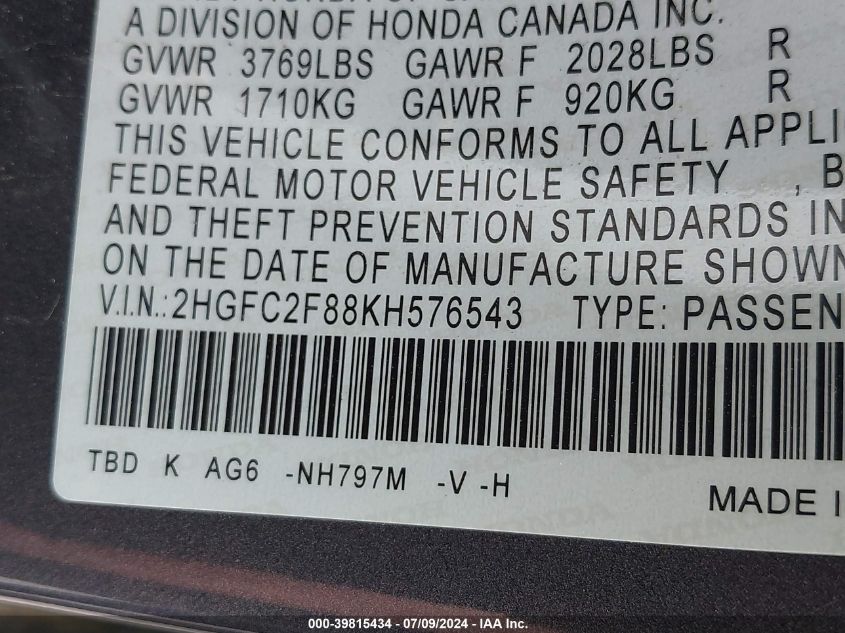 A DIVISION OF HONDA CANADA INC.
GVWR 3769LBS GAWR F 2028LBS R
GVWR 1710KG GAWR F 920KG R
THIS VEHICLE CONFORMS TO ALL APPLI
FEDERAL MOTOR VEHICLE SAFETY , B
AND THEFT PREVENTION STANDARDS IN
ON THE DATE OF MANUFACTURE SHOWN
V.I.N.: 2HGFC2F88KH576543 TYPE: PASSEN
TBD K AG6 -NH797M -V -H
MADE I
000-39815434 - 07/09/2024 - IAAI Inc.